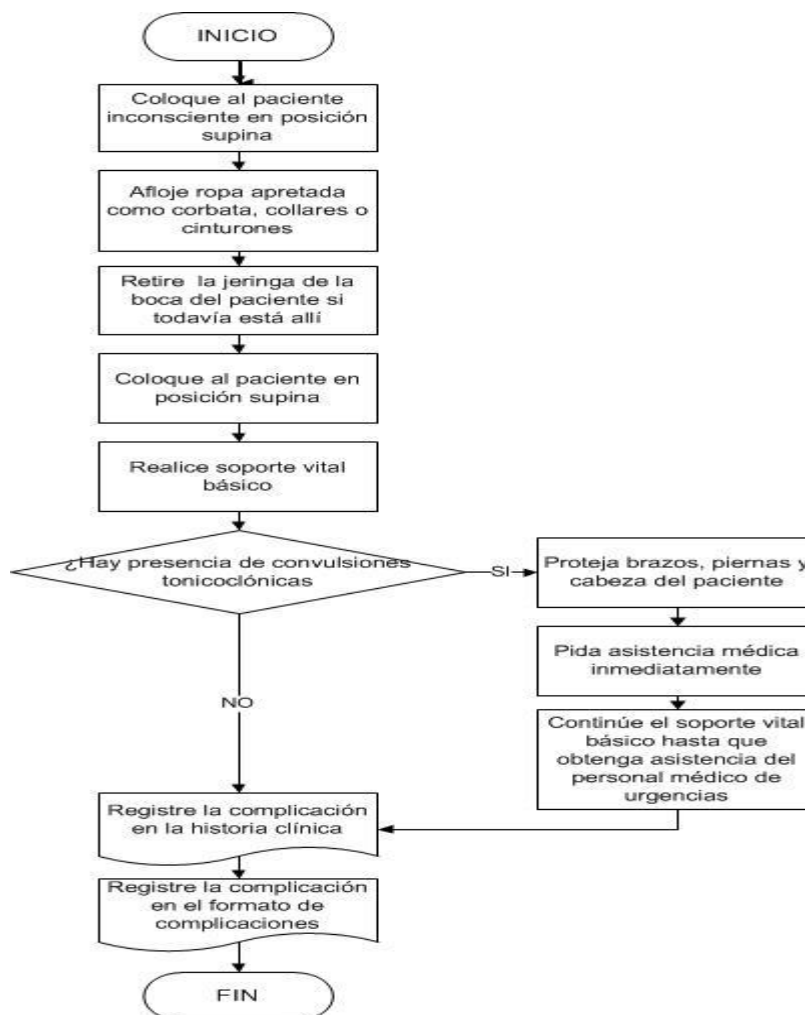 INICIO
Coloque al paciente
inconsciente en posición
supina
Afloje ropa apretada
como corbata, collares o
cinturones
Retire la jeringa de la
boca del paciente si
todavía está allí
Coloque al paciente en
posición supina
Realice soporte vital
básico
¿Hay presencia de convulsiones
tonicoclónicas
SI
Proteja brazos, piernas y
cabeza del paciente
Pida asistencia médica
inmediatamente
Continúe el soporte vital
básico hasta que
obtenga asistencia del
personal médico de
urgencias
NO
Registre la complicación
en la historia clínica
Registre la complicación
en el formato de
complicaciones
FIN